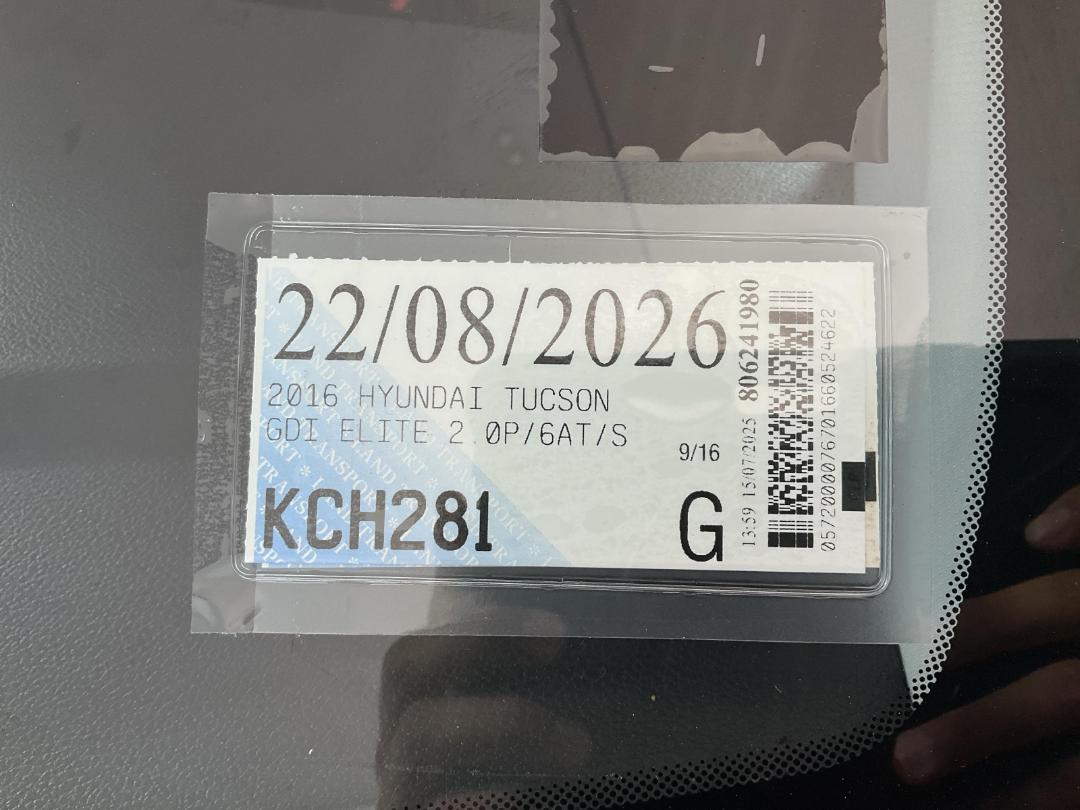 22/08/2026
2016 HYUNDAI TUCSON
GDI ELITE 2.0P/6AT/S
9/16
KCH281
G
806241980
13:59 15/07/2025
0572000076701660524622